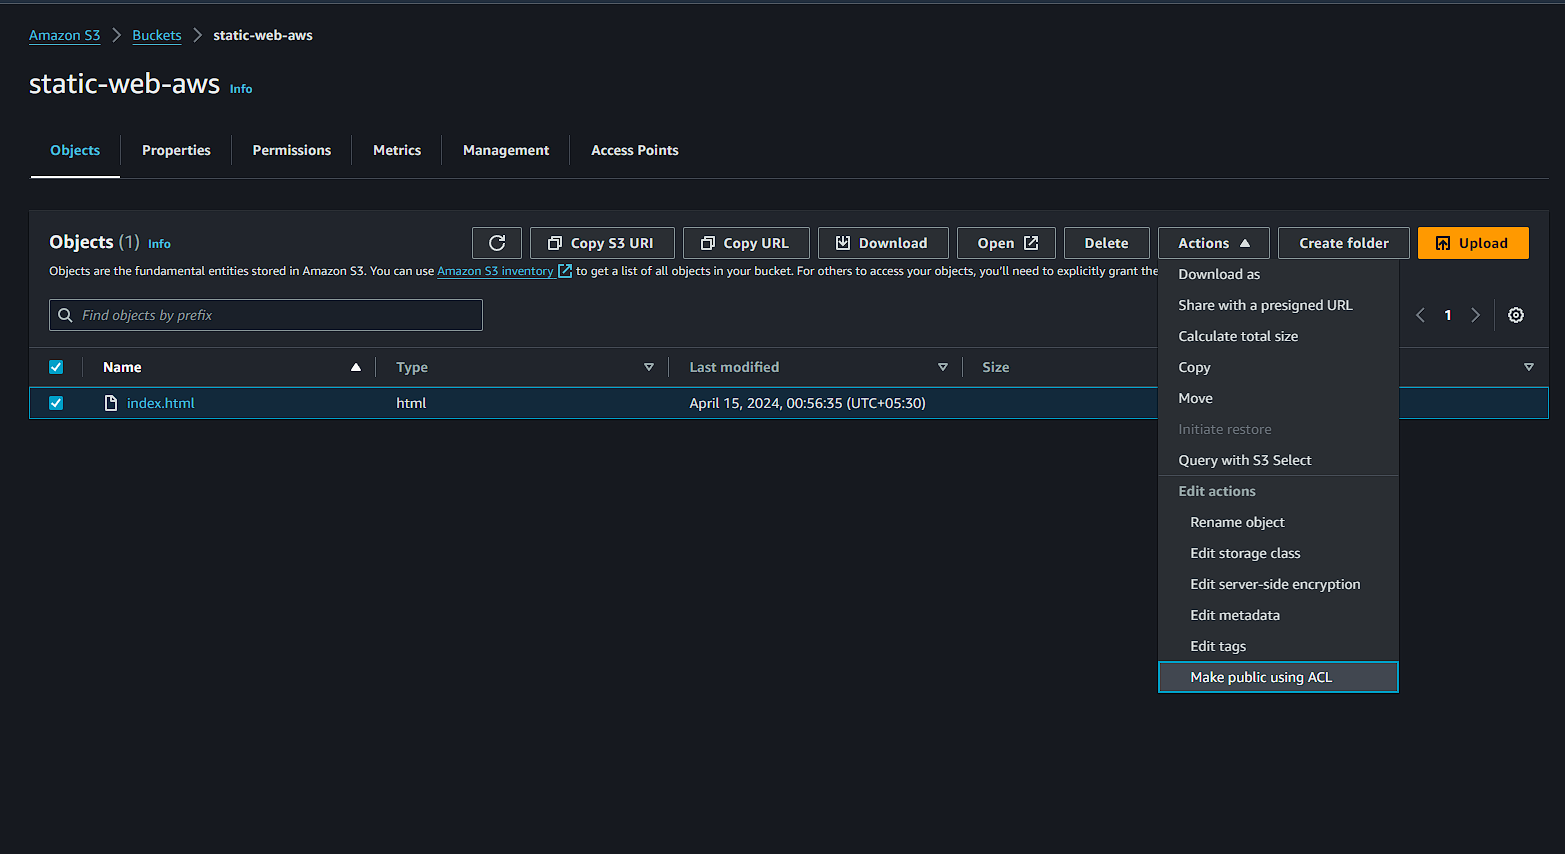 Amazon S3 > Buckets > static-web-aws
static-web-aws Info
Objects Properties Permissions Metrics Management Access Points
Objects (1) Info Copy S3 URI Copy URL Download Open Delete Actions Create folder Upload
Objects are the fundamental entities stored in Amazon S3. You can use Amazon S3 inventory to get a list of all objects in your bucket. For others to access your objects, you'll need to explicitly grant the
Find objects by prefix
1
Name Type Last modified Size
index.html html April 15, 2024, 00:56:35 (UTC+05:30)
Download as
Share with a presigned URL
Calculate total size
Copy
Move
Initiate restore
Query with S3 Select
Edit actions
Rename object
Edit storage class
Edit server-side encryption
Edit metadata
Edit tags
Make public using ACL